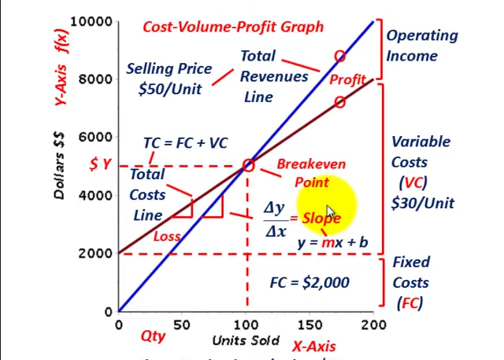 Cost-Volume-Profit Graph
Y-Axis f(x)
Dollars $$
10000
8000
6000
4000
2000
0
$ Y
Selling Price
$50/Unit
Total
Revenues
Line
Operating
Income
Profit
TC = FC + VC
Total
Costs
Line
Breakeven
Point
Variable
Costs
(VC)
$30/Unit
Δy
Δx
= Slope
y = mx + b
Loss
FC = $2,000
Fixed
Costs
(FC)
0
50
100
150
200
Qty
Units Sold
X-Axis